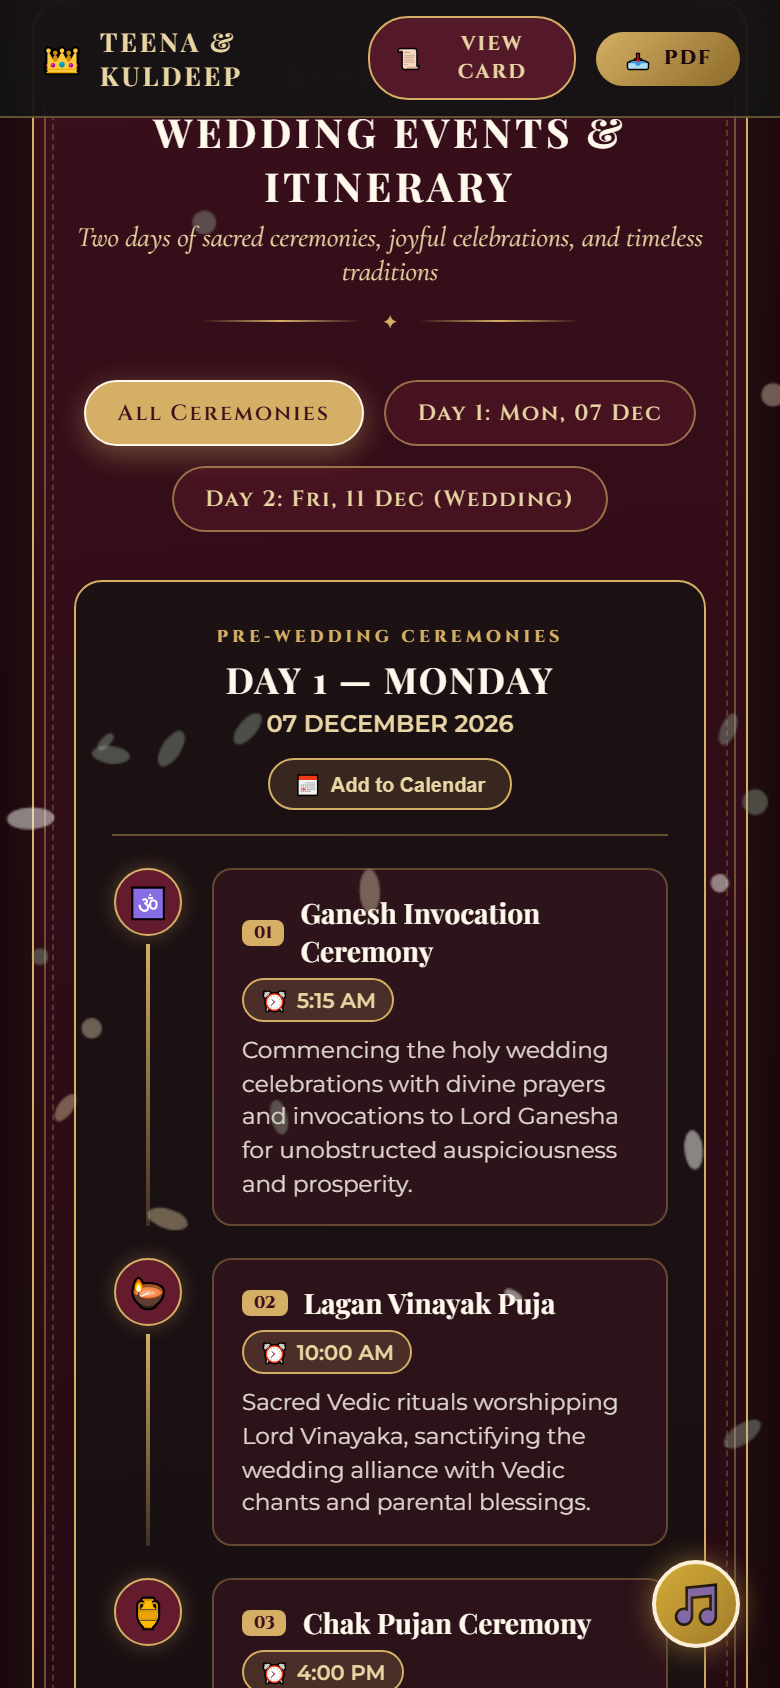 TEENA &
KULDEEP
VIEW
CARD
PDF
WEDDING EVENTS &
ITINERARY
Two days of sacred ceremonies, joyful celebrations, and timeless
traditions
All Ceremonies
Day 1: Mon, 07 Dec
Day 2: Fri, 11 Dec (Wedding)
PRE-WEDDING CEREMONIES
DAY 1 — MONDAY
07 DECEMBER 2026
Add to Calendar
ॐ
01
Ganesh Invocation
Ceremony
5:15 AM
Commencing the holy wedding
celebrations with divine prayers
and invocations to Lord Ganesha
for unobstructed auspiciousness
and prosperity.
02
Lagan Vinayak Puja
10:00 AM
Sacred Vedic rituals worshipping
Lord Vinayaka, sanctifying the
wedding alliance with Vedic
chants and parental blessings.
03
Chak Pujan Ceremony
4:00 PM